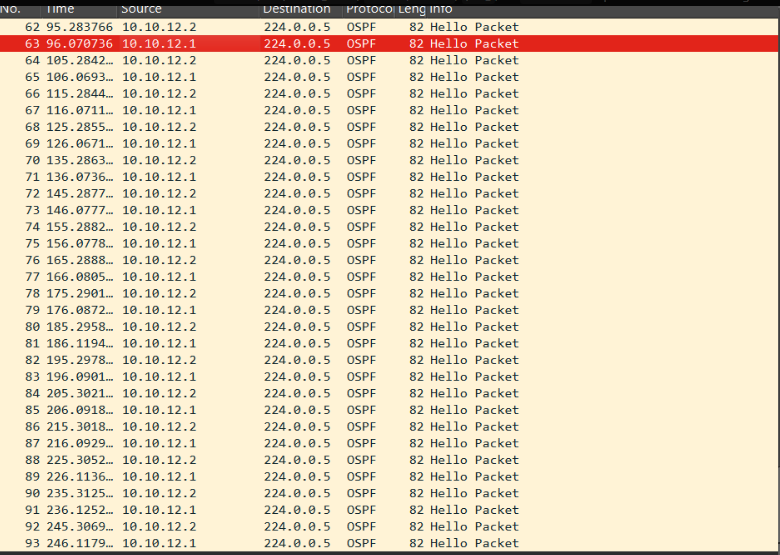 No. Time Source Destination Protoco Leng Info
62 95.283766 10.10.12.2 224.0.0.5 OSPF 82 Hello Packet
63 96.070736 10.10.12.1 224.0.0.5 OSPF 82 Hello Packet
64 105.2842… 10.10.12.2 224.0.0.5 OSPF 82 Hello Packet
65 106.0693… 10.10.12.1 224.0.0.5 OSPF 82 Hello Packet
66 115.2844… 10.10.12.2 224.0.0.5 OSPF 82 Hello Packet
67 116.0711… 10.10.12.1 224.0.0.5 OSPF 82 Hello Packet
68 125.2855… 10.10.12.2 224.0.0.5 OSPF 82 Hello Packet
69 126.0671… 10.10.12.1 224.0.0.5 OSPF 82 Hello Packet
70 135.2863… 10.10.12.2 224.0.0.5 OSPF 82 Hello Packet
71 136.0736… 10.10.12.1 224.0.0.5 OSPF 82 Hello Packet
72 145.2877… 10.10.12.2 224.0.0.5 OSPF 82 Hello Packet
73 146.0777… 10.10.12.1 224.0.0.5 OSPF 82 Hello Packet
74 155.2882… 10.10.12.2 224.0.0.5 OSPF 82 Hello Packet
75 156.0778… 10.10.12.1 224.0.0.5 OSPF 82 Hello Packet
76 165.2888… 10.10.12.2 224.0.0.5 OSPF 82 Hello Packet
77 166.0805… 10.10.12.1 224.0.0.5 OSPF 82 Hello Packet
78 175.2901… 10.10.12.2 224.0.0.5 OSPF 82 Hello Packet
79 176.0872… 10.10.12.1 224.0.0.5 OSPF 82 Hello Packet
80 185.2958… 10.10.12.2 224.0.0.5 OSPF 82 Hello Packet
81 186.1194… 10.10.12.1 224.0.0.5 OSPF 82 Hello Packet
82 195.2978… 10.10.12.2 224.0.0.5 OSPF 82 Hello Packet
83 196.0901… 10.10.12.1 224.0.0.5 OSPF 82 Hello Packet
84 205.3021… 10.10.12.2 224.0.0.5 OSPF 82 Hello Packet
85 206.0918… 10.10.12.1 224.0.0.5 OSPF 82 Hello Packet
86 215.3018… 10.10.12.2 224.0.0.5 OSPF 82 Hello Packet
87 216.0929… 10.10.12.1 224.0.0.5 OSPF 82 Hello Packet
88 225.3052… 10.10.12.2 224.0.0.5 OSPF 82 Hello Packet
89 226.1136… 10.10.12.1 224.0.0.5 OSPF 82 Hello Packet
90 235.3125… 10.10.12.2 224.0.0.5 OSPF 82 Hello Packet
91 236.1252… 10.10.12.1 224.0.0.5 OSPF 82 Hello Packet
92 245.3069… 10.10.12.2 224.0.0.5 OSPF 82 Hello Packet
93 246.1179… 10.10.12.1 224.0.0.5 OSPF 82 Hello Packet